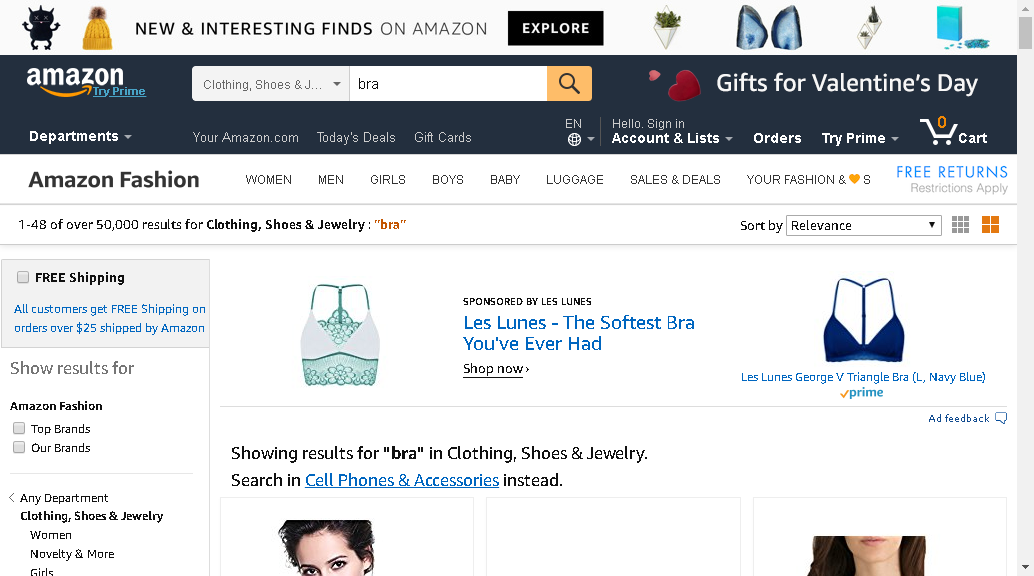 NEW & INTERESTING FINDS ON AMAZON
EXPLORE
amazon
Try Prime
Clothing, Shoes & J...
bra
Gifts for Valentine's Day
Departments
Your Amazon.com
Today's Deals
Gift Cards
EN
Hello. Sign in
Account & Lists
Orders
Try Prime
0
Cart
Amazon Fashion
WOMEN
MEN
GIRLS
BOYS
BABY
LUGGAGE
SALES & DEALS
YOUR FASHION & 🧡 S
FREE RETURNS
Restrictions Apply
1-48 of over 50,000 results for Clothing, Shoes & Jewelry : "bra"
Sort by
Relevance
FREE Shipping
All customers get FREE Shipping on
orders over $25 shipped by Amazon
Show results for
Amazon Fashion
Top Brands
Our Brands
Any Department
Clothing, Shoes & Jewelry
Women
Novelty & More
Girls
SPONSORED BY LES LUNES
Les Lunes - The Softest Bra
You've Ever Had
Shop now ›
Les Lunes George V Triangle Bra (L, Navy Blue)
prime
Ad feedback
Showing results for "bra" in Clothing, Shoes & Jewelry.
Search in Cell Phones & Accessories instead.